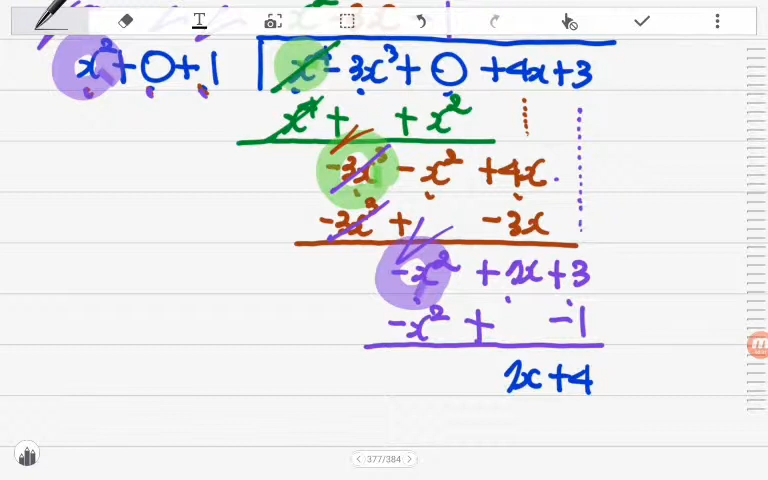 x² + 0 + 1 x⁴ - 3x³ + 0 + 4x + 3
x⁴ + + x²
-3x³ - x² + 4x
-3x³ + - 3x
-x² + 2x + 3
-x² + - 1
2x + 4
377/384